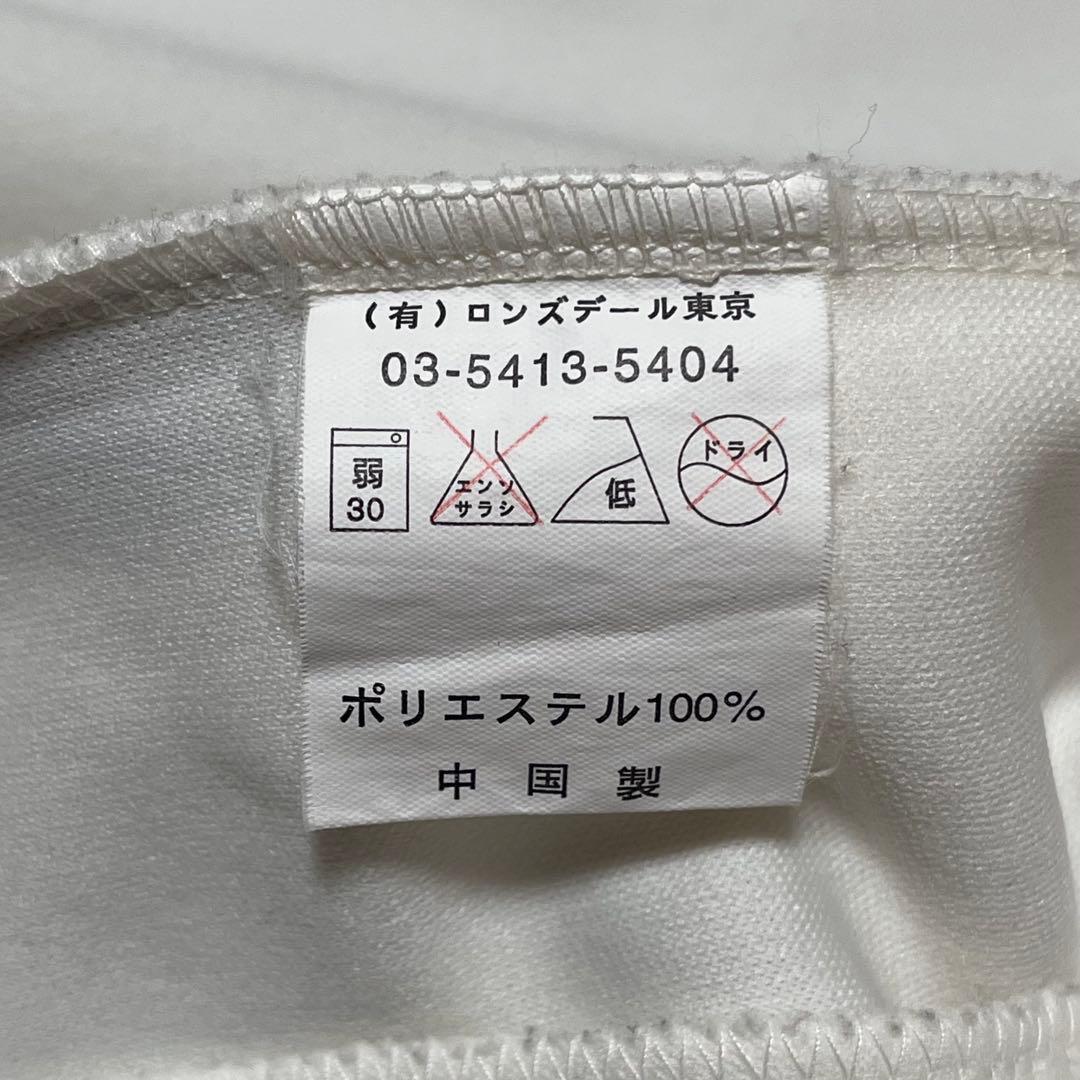 (有)ロンズデール東京
03-5413-5404
弱
30
エンソ
サラシ
低
ドライ
ポリエステル100%
中国製